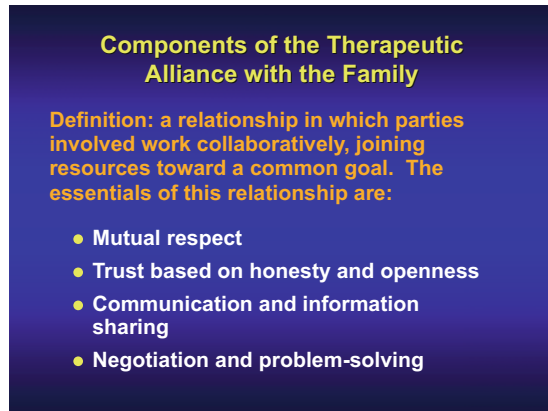 Components of the Therapeutic
Alliance with the Family
Definition: a relationship in which parties
involved work collaboratively, joining
resources toward a common goal.  The
essentials of this relationship are:
● Mutual respect
● Trust based on honesty and openness
● Communication and information
sharing
● Negotiation and problem-solving